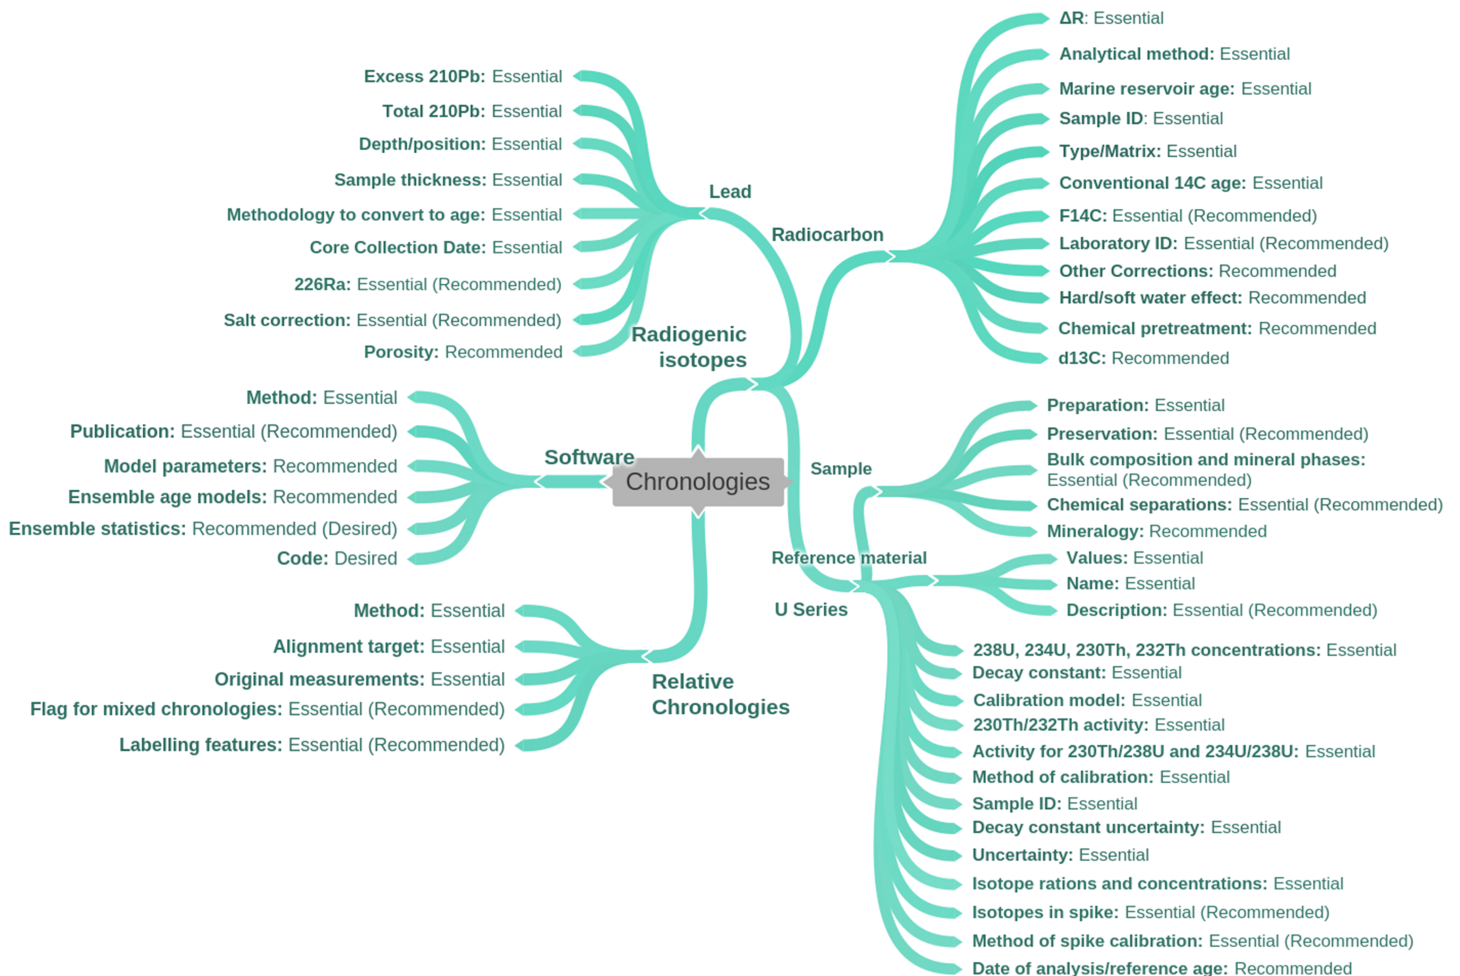 Chronologies
Radiogenic
isotopes
Lead
Excess 210Pb: Essential
Total 210Pb: Essential
Depth/position: Essential
Sample thickness: Essential
Methodology to convert to age: Essential
Core Collection Date: Essential
226Ra: Essential (Recommended)
Salt correction: Essential (Recommended)
Porosity: Recommended
Radiocarbon
ΔR: Essential
Analytical method: Essential
Marine reservoir age: Essential
Sample ID: Essential
Type/Matrix: Essential
Conventional 14C age: Essential
F14C: Essential (Recommended)
Laboratory ID: Essential (Recommended)
Other Corrections: Recommended
Hard/soft water effect: Recommended
Chemical pretreatment: Recommended
d13C: Recommended
U Series
Sample
Preparation: Essential
Preservation: Essential (Recommended)
Bulk composition and mineral phases:
Essential (Recommended)
Chemical separations: Essential (Recommended)
Mineralogy: Recommended
Reference material
Values: Essential
Name: Essential
Description: Essential (Recommended)
238U, 234U, 230Th, 232Th concentrations: Essential
Decay constant: Essential
Calibration model: Essential
230Th/232Th activity: Essential
Activity for 230Th/238U and 234U/238U: Essential
Method of calibration: Essential
Sample ID: Essential
Decay constant uncertainty: Essential
Uncertainty: Essential
Isotope rations and concentrations: Essential
Isotopes in spike: Essential (Recommended)
Method of spike calibration: Essential (Recommended)
Date of analysis/reference age: Recommended
Software
Method: Essential
Publication: Essential (Recommended)
Model parameters: Recommended
Ensemble age models: Recommended
Ensemble statistics: Recommended (Desired)
Code: Desired
Relative
Chronologies
Method: Essential
Alignment target: Essential
Original measurements: Essential
Flag for mixed chronologies: Essential (Recommended)
Labelling features: Essential (Recommended)